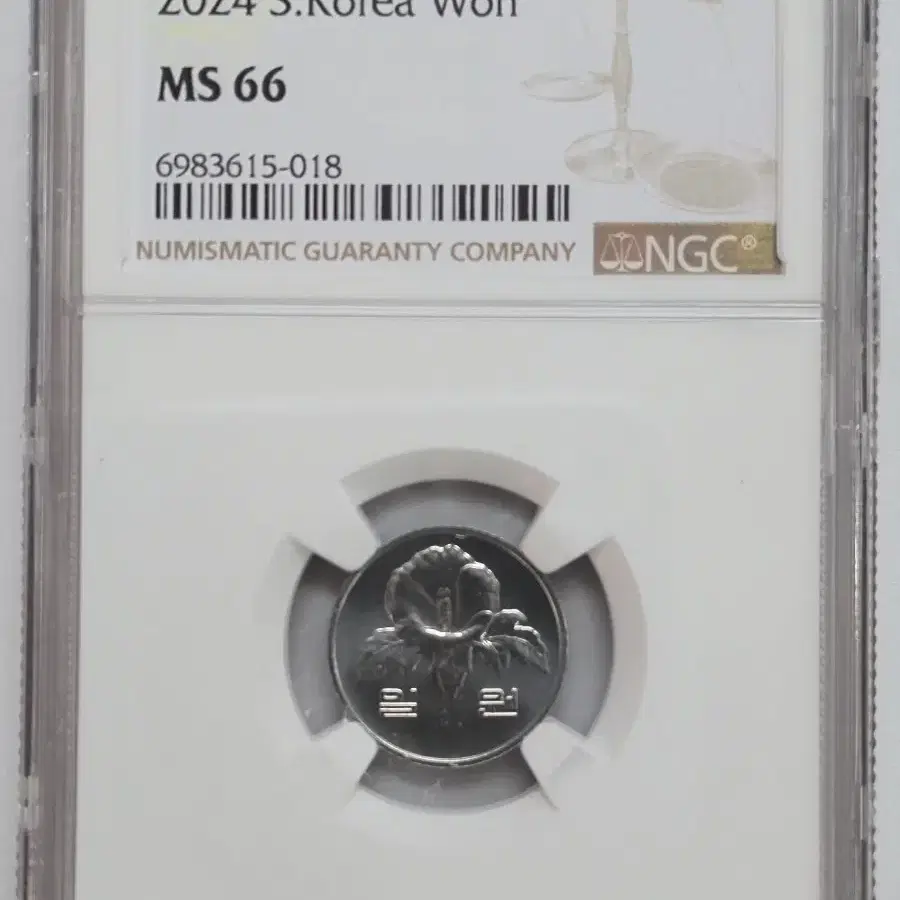 2024 S.Korea Won
MS 66
6983615-018
NUMISMATIC GUARANTY COMPANY
NGC®
일 원